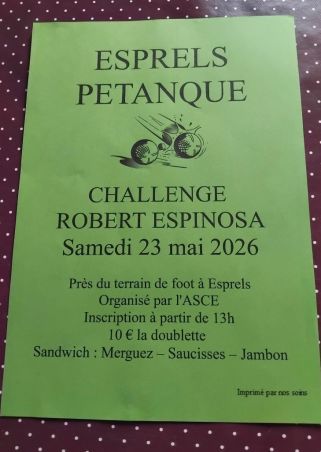 ESPRELS
PETANQUE
CHALLENGE
ROBERT ESPINOSA
Samedi 23 mai 2026
Près du terrain de foot à Esprels
Organisé par l'ASCE
Inscription à partir de 13h
10 € la doublette
Sandwich : Merguez – Saucisses – Jambon
Imprimé par nos soins